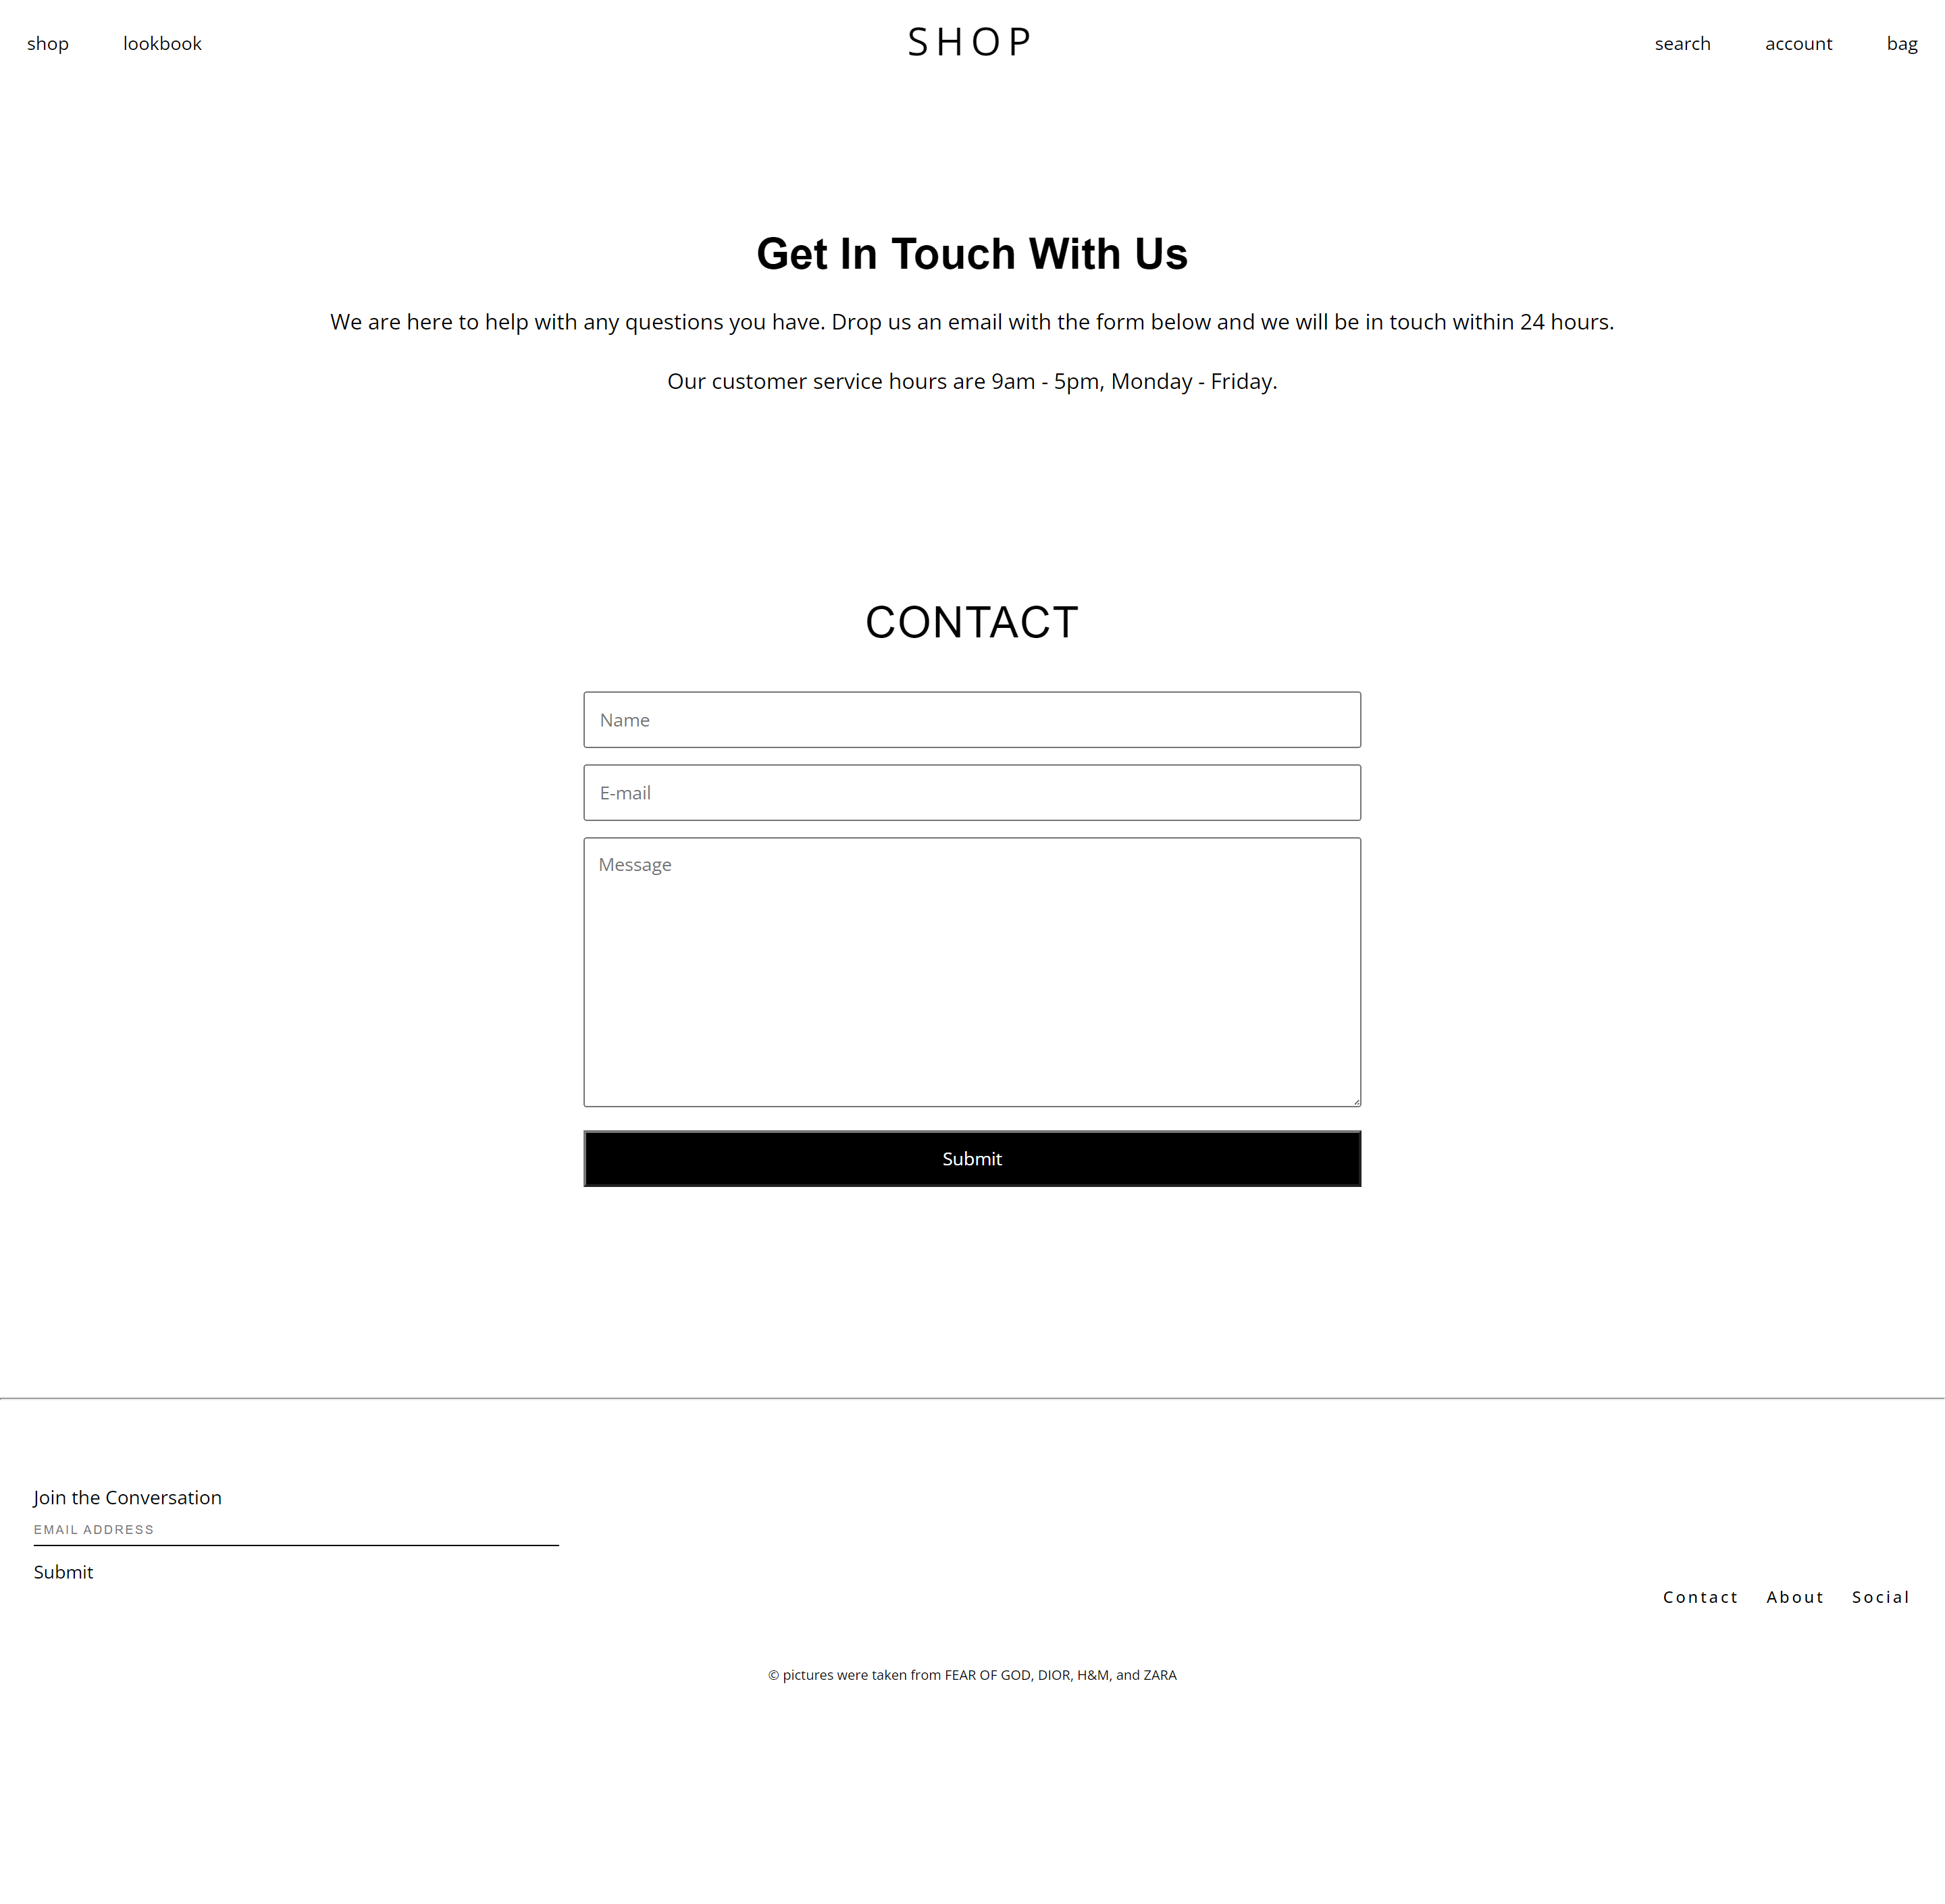 shop lookbook SHOP search account bag
Get In Touch With Us
We are here to help with any questions you have. Drop us an email with the form below and we will be in touch within 24 hours.
Our customer service hours are 9am - 5pm, Monday - Friday.
CONTACT
Name
E-mail
Message
Submit
Join the Conversation
EMAIL ADDRESS
Submit
Contact About Social
© pictures were taken from FEAR OF GOD, DIOR, H&M, and ZARA